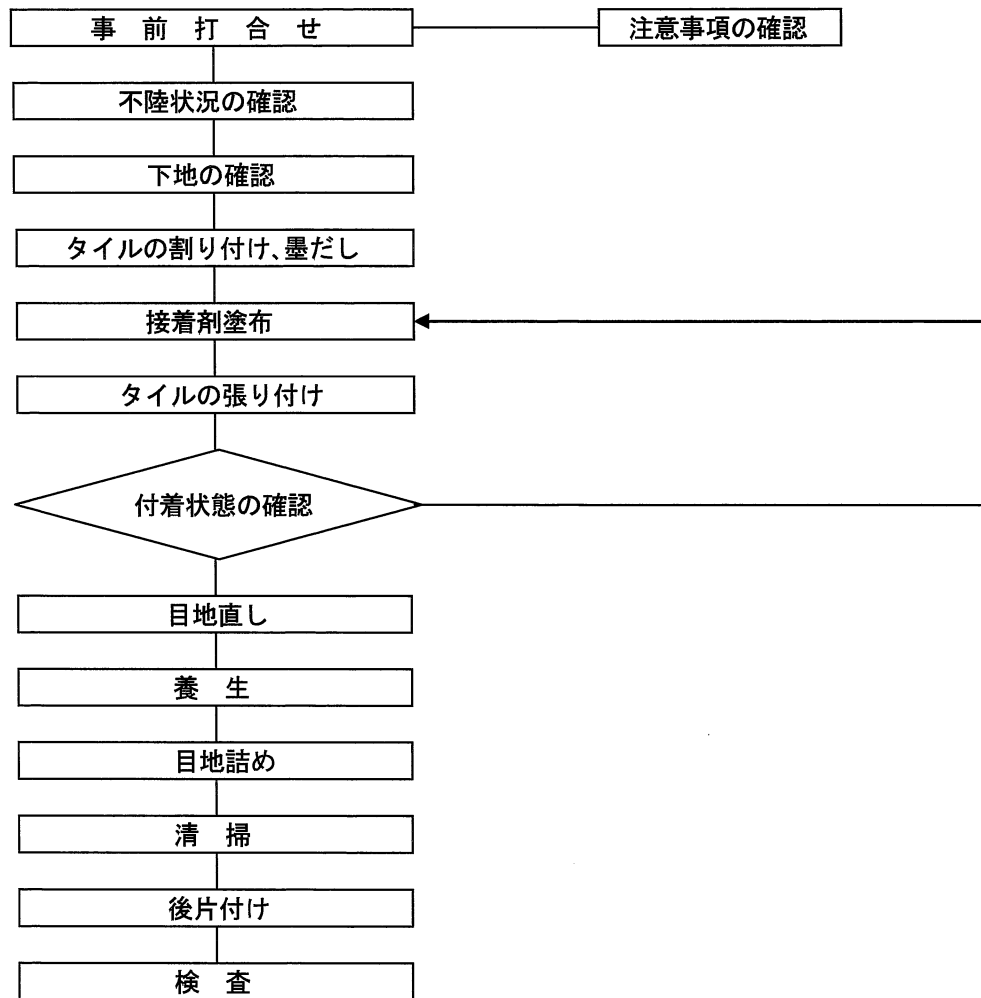 事前打合せ
注意事項の確認
不陸状況の確認
下地の確認
タイルの割り付け、墨だし
接着剤塗布
タイルの張り付け
付着状態の確認
目地直し
養生
目地詰め
清掃
後片付け
検査